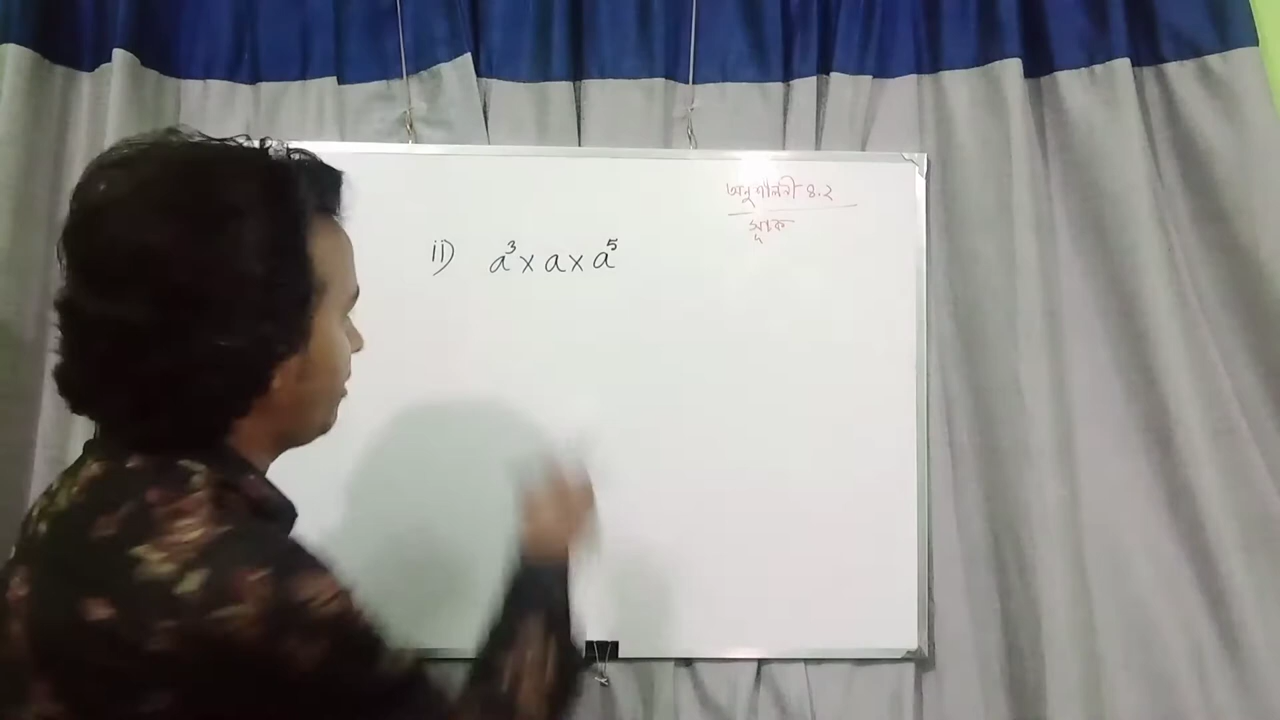 অনুশীলনী ৪.২
সূচক
ii) a³ × a × a⁵